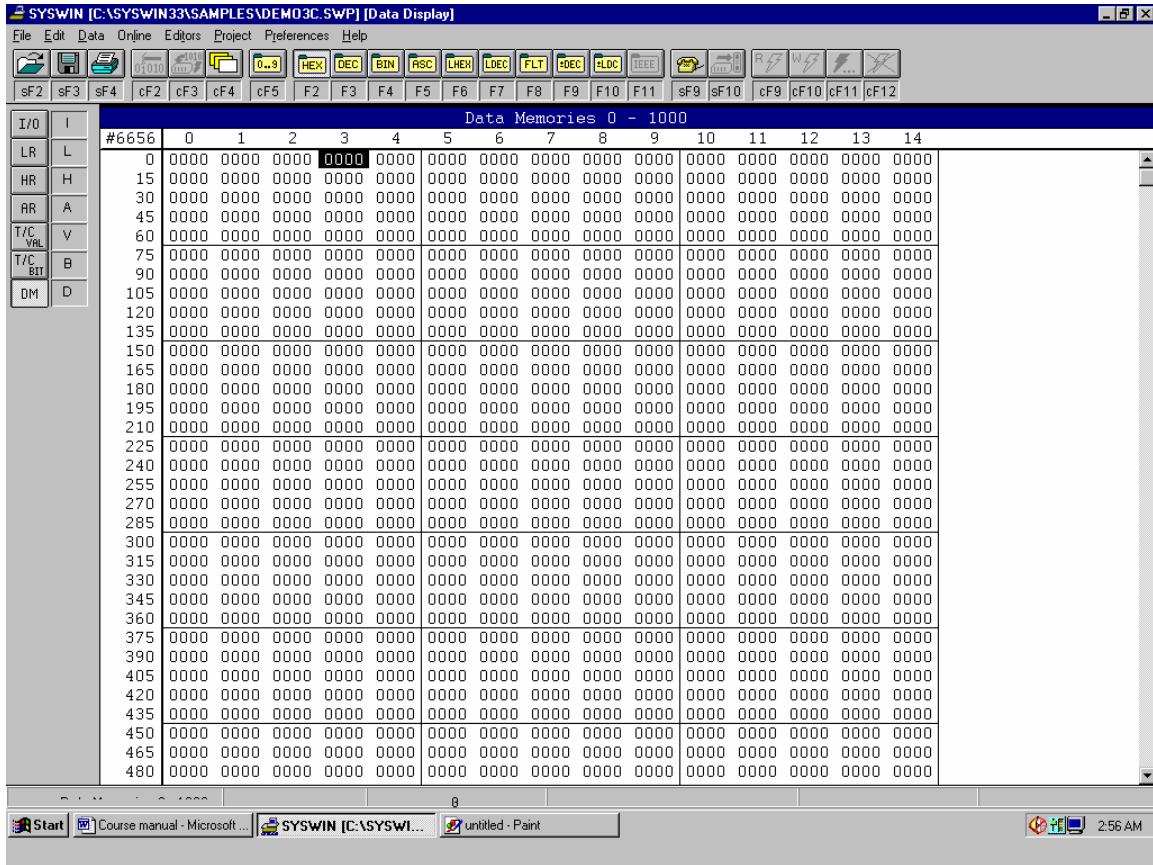 SYSWIN [C:\SYSWIN33\SAMPLES\DEMO3C.SWP] [Data Display]
File Edit Data Online Editors Project Preferences Help
01010 1010 0..9 HEX DEC BIN ASC LHEX LDEC FLT ±DEC ±LDC IEEE R W ...
sF2 sF3 sF4 cF2 cF3 cF4 cF5 F2 F3 F4 F5 F6 F7 F8 F9 F10 F11 sF9 sF10 cF9 cF10 cF11 cF12
I/O I
LR L
HR H
AR A
T/C VAL V
T/C BIT B
DM D
Data Memories 0 - 1000
#6656 0 1 2 3 4 5 6 7 8 9 10 11 12 13 14
0 0000 0000 0000 0000 0000 0000 0000 0000 0000 0000 0000 0000 0000 0000 0000
15 0000 0000 0000 0000 0000 0000 0000 0000 0000 0000 0000 0000 0000 0000 0000
30 0000 0000 0000 0000 0000 0000 0000 0000 0000 0000 0000 0000 0000 0000 0000
45 0000 0000 0000 0000 0000 0000 0000 0000 0000 0000 0000 0000 0000 0000 0000
60 0000 0000 0000 0000 0000 0000 0000 0000 0000 0000 0000 0000 0000 0000 0000
75 0000 0000 0000 0000 0000 0000 0000 0000 0000 0000 0000 0000 0000 0000 0000
90 0000 0000 0000 0000 0000 0000 0000 0000 0000 0000 0000 0000 0000 0000 0000
105 0000 0000 0000 0000 0000 0000 0000 0000 0000 0000 0000 0000 0000 0000 0000
120 0000 0000 0000 0000 0000 0000 0000 0000 0000 0000 0000 0000 0000 0000 0000
135 0000 0000 0000 0000 0000 0000 0000 0000 0000 0000 0000 0000 0000 0000 0000
150 0000 0000 0000 0000 0000 0000 0000 0000 0000 0000 0000 0000 0000 0000 0000
165 0000 0000 0000 0000 0000 0000 0000 0000 0000 0000 0000 0000 0000 0000 0000
180 0000 0000 0000 0000 0000 0000 0000 0000 0000 0000 0000 0000 0000 0000 0000
195 0000 0000 0000 0000 0000 0000 0000 0000 0000 0000 0000 0000 0000 0000 0000
210 0000 0000 0000 0000 0000 0000 0000 0000 0000 0000 0000 0000 0000 0000 0000
225 0000 0000 0000 0000 0000 0000 0000 0000 0000 0000 0000 0000 0000 0000 0000
240 0000 0000 0000 0000 0000 0000 0000 0000 0000 0000 0000 0000 0000 0000 0000
255 0000 0000 0000 0000 0000 0000 0000 0000 0000 0000 0000 0000 0000 0000 0000
270 0000 0000 0000 0000 0000 0000 0000 0000 0000 0000 0000 0000 0000 0000 0000
285 0000 0000 0000 0000 0000 0000 0000 0000 0000 0000 0000 0000 0000 0000 0000
300 0000 0000 0000 0000 0000 0000 0000 0000 0000 0000 0000 0000 0000 0000 0000
315 0000 0000 0000 0000 0000 0000 0000 0000 0000 0000 0000 0000 0000 0000 0000
330 0000 0000 0000 0000 0000 0000 0000 0000 0000 0000 0000 0000 0000 0000 0000
345 0000 0000 0000 0000 0000 0000 0000 0000 0000 0000 0000 0000 0000 0000 0000
360 0000 0000 0000 0000 0000 0000 0000 0000 0000 0000 0000 0000 0000 0000 0000
375 0000 0000 0000 0000 0000 0000 0000 0000 0000 0000 0000 0000 0000 0000 0000
390 0000 0000 0000 0000 0000 0000 0000 0000 0000 0000 0000 0000 0000 0000 0000
405 0000 0000 0000 0000 0000 0000 0000 0000 0000 0000 0000 0000 0000 0000 0000
420 0000 0000 0000 0000 0000 0000 0000 0000 0000 0000 0000 0000 0000 0000 0000
435 0000 0000 0000 0000 0000 0000 0000 0000 0000 0000 0000 0000 0000 0000 0000
450 0000 0000 0000 0000 0000 0000 0000 0000 0000 0000 0000 0000 0000 0000 0000
465 0000 0000 0000 0000 0000 0000 0000 0000 0000 0000 0000 0000 0000 0000 0000
480 0000 0000 0000 0000 0000 0000 0000 0000 0000 0000 0000 0000 0000 0000 0000
Start Course manual - Microsoft ... SYSWIN [C:\SYSWI... untitled - Paint 2:56 AM